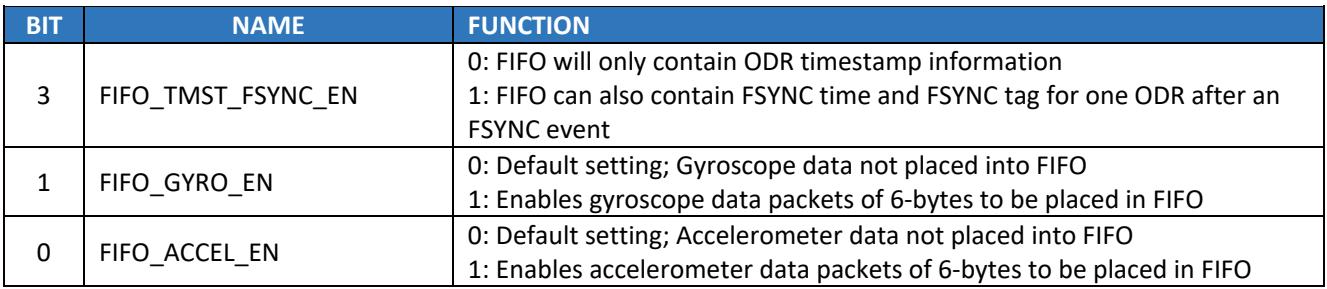 BIT NAME FUNCTION
3 FIFO_TMST_FSYNC_EN 0: FIFO will only contain ODR timestamp information
1: FIFO can also contain FSYNC time and FSYNC tag for one ODR after an
FSYNC event
1 FIFO_GYRO_EN 0: Default setting; Gyroscope data not placed into FIFO
1: Enables gyroscope data packets of 6-bytes to be placed in FIFO
0 FIFO_ACCEL_EN 0: Default setting; Accelerometer data not placed into FIFO
1: Enables accelerometer data packets of 6-bytes to be placed in FIFO